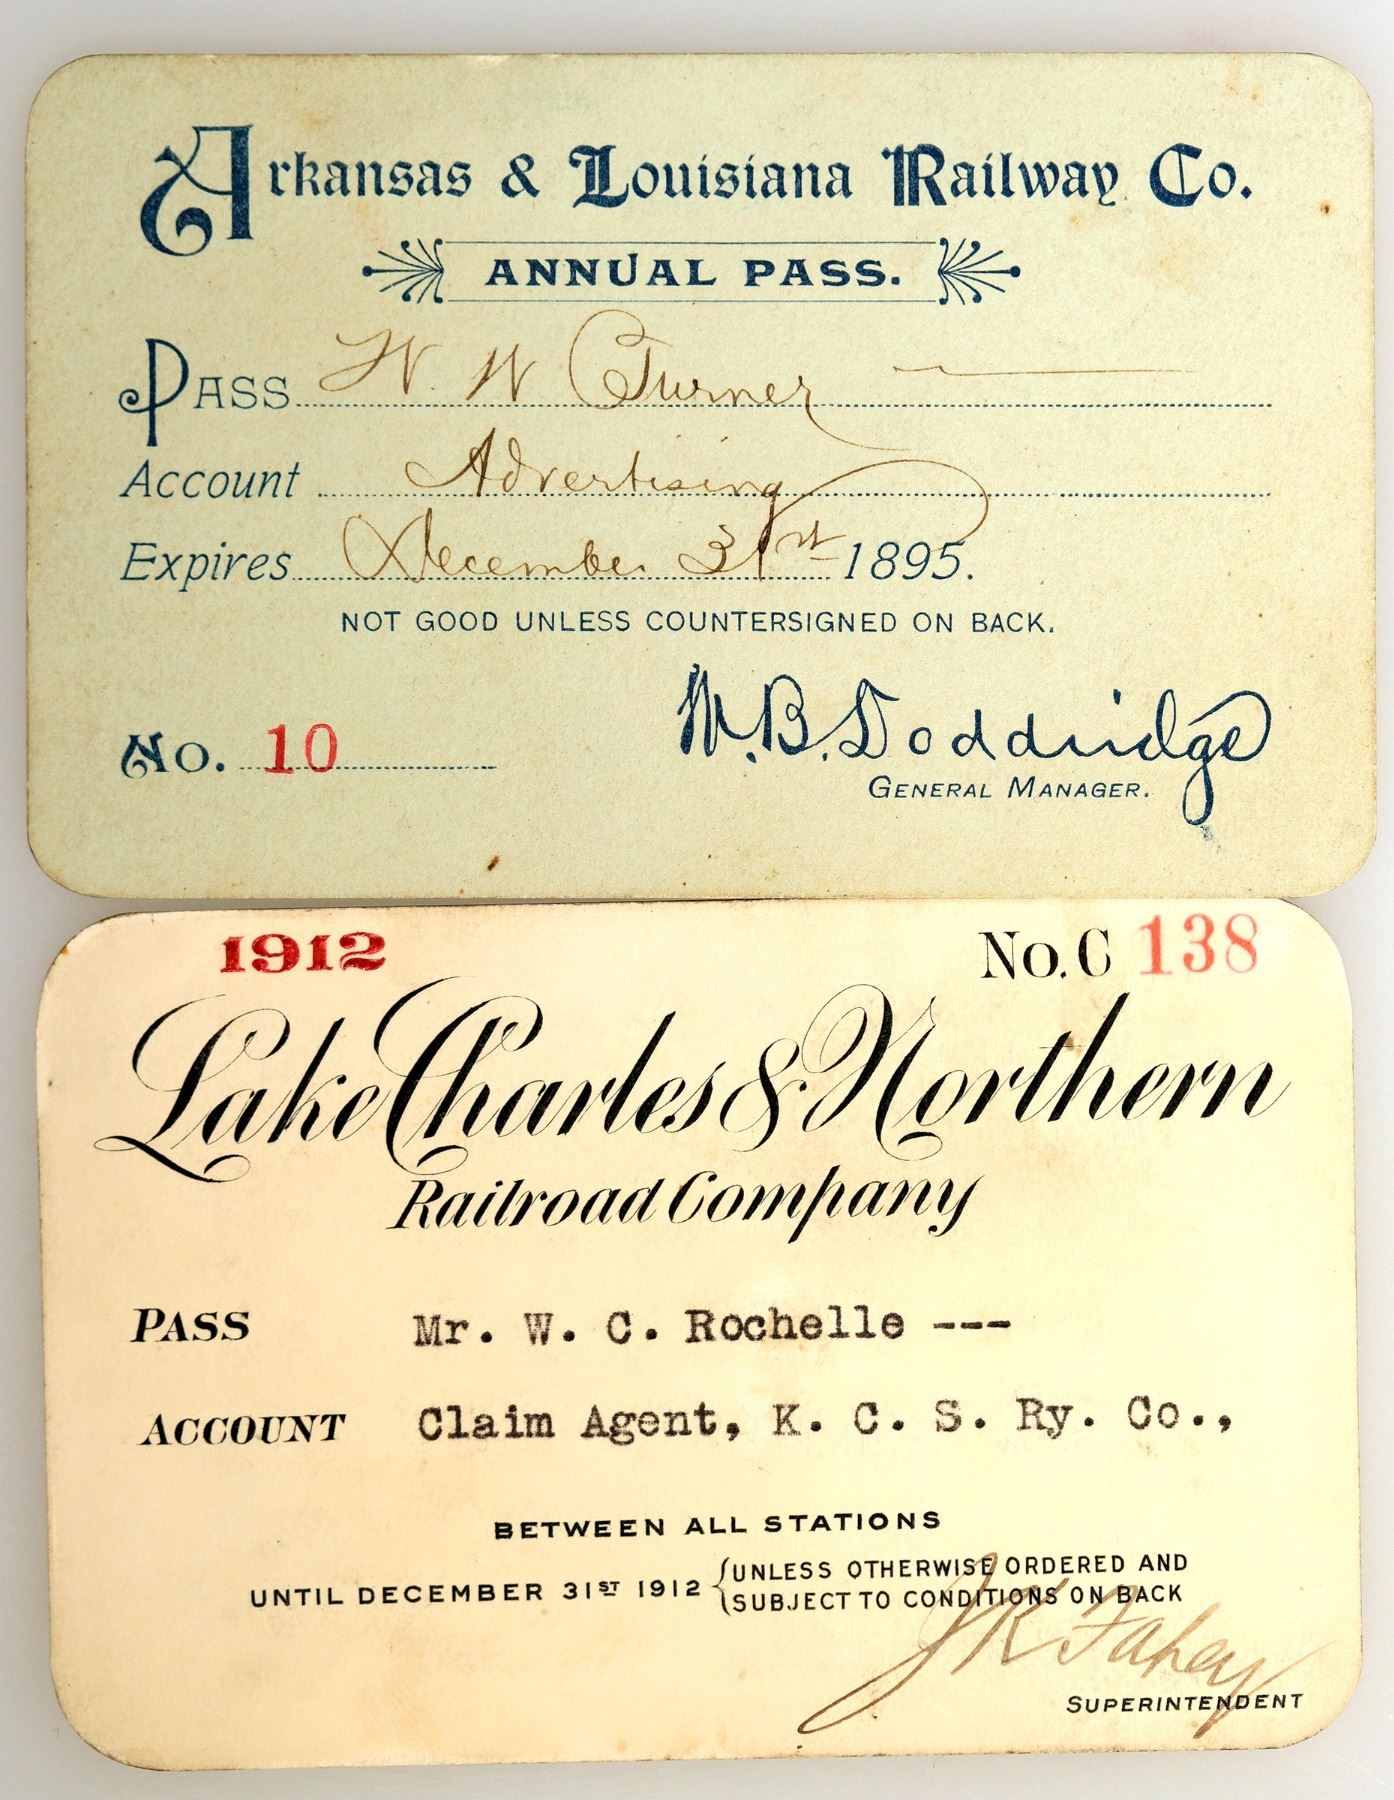 Arkansas & Louisiana Railway Co.
ANNUAL PASS.
PASS W. W Turner
Account Advertising
Expires December 31st 1895.
NOT GOOD UNLESS COUNTERSIGNED ON BACK.
W. B. Doddridge
GENERAL MANAGER.
No. 10
1912 No. C 138
Lake Charles & Northern
Railroad Company
PASS Mr. W. C. Rochelle ---
ACCOUNT Claim Agent, K. C. S. Ry. Co.,
BETWEEN ALL STATIONS
UNTIL DECEMBER 31ST 1912 { UNLESS OTHERWISE ORDERED AND
SUBJECT TO CONDITIONS ON BACK
J K Fahey
SUPERINTENDENT